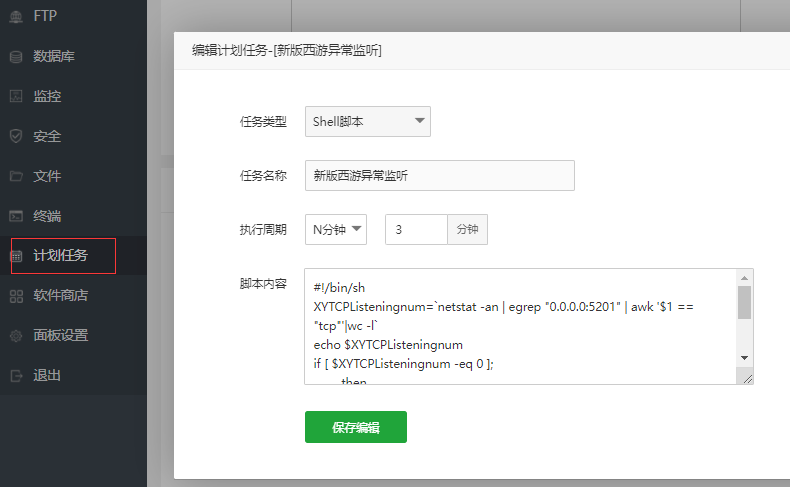 FTP
数据库
监控
安全
文件
终端
计划任务
软件商店
面板设置
退出
编辑计划任务-[新版西游异常监听]
任务类型 Shell脚本
任务名称 新版西游异常监听
执行周期 N分钟 3 分钟
脚本内容
#!/bin/sh
XYTCPListeningnum=`netstat -an | egrep "0.0.0.0:5201" | awk '$1 ==
"tcp"'|wc -l`
echo $XYTCPListeningnum
if [ $XYTCPListeningnum -eq 0 ];
then
保存编辑